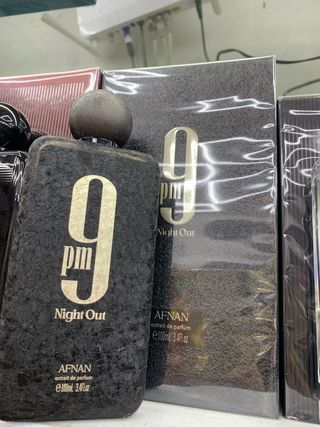 9
pm
Night Out
AFNAN
extrait de parfum
℮100ml 3.4Fl.oz
9
pm
Night Out
AFNAN
extrait de parfum
℮100ml 3.4Fl.oz